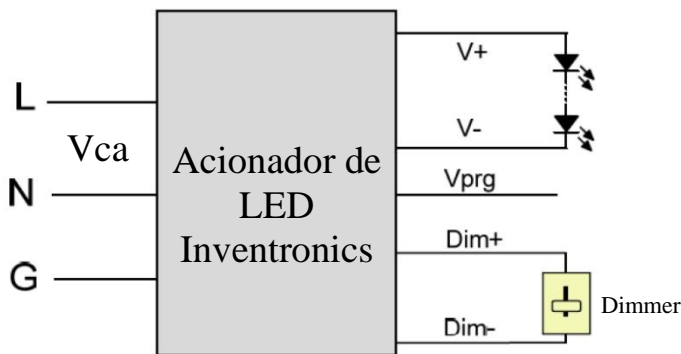 L
Vca
N
G
Acionador de
LED
Inventronics
V+
V-
Vprg
Dim+
Dim-
Dimmer